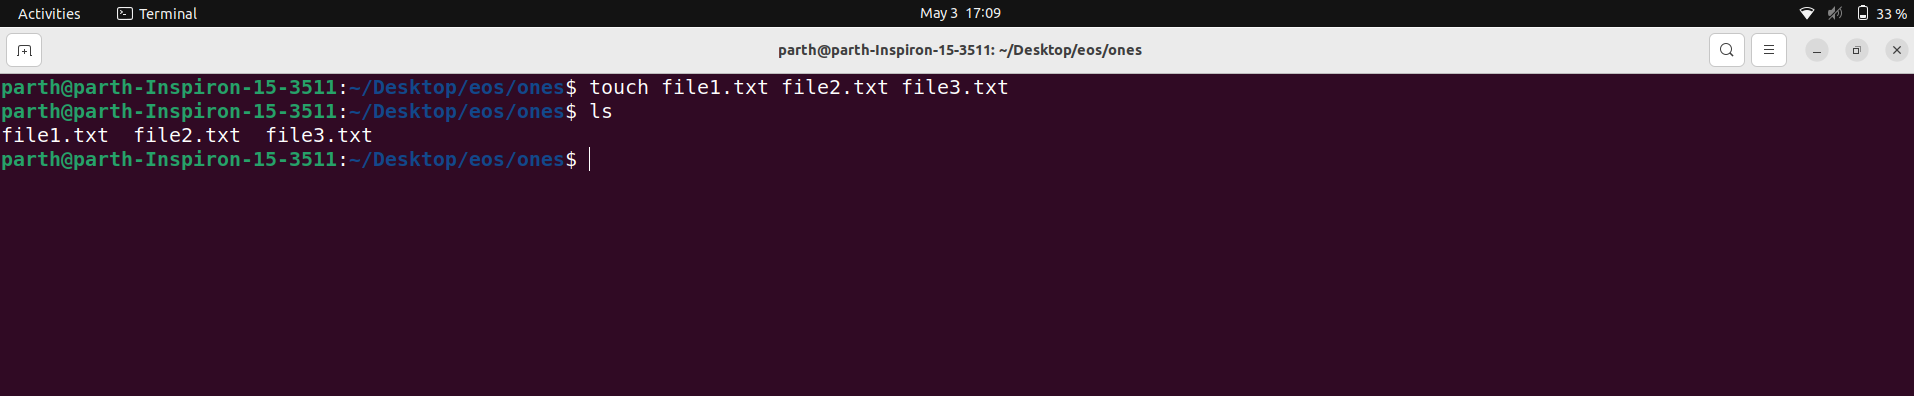 Activities Terminal May 3 17:09 33 %
parth@parth-Inspiron-15-3511: ~/Desktop/eos/ones
parth@parth-Inspiron-15-3511:~/Desktop/eos/ones$ touch file1.txt file2.txt file3.txt
parth@parth-Inspiron-15-3511:~/Desktop/eos/ones$ ls
file1.txt  file2.txt  file3.txt
parth@parth-Inspiron-15-3511:~/Desktop/eos/ones$